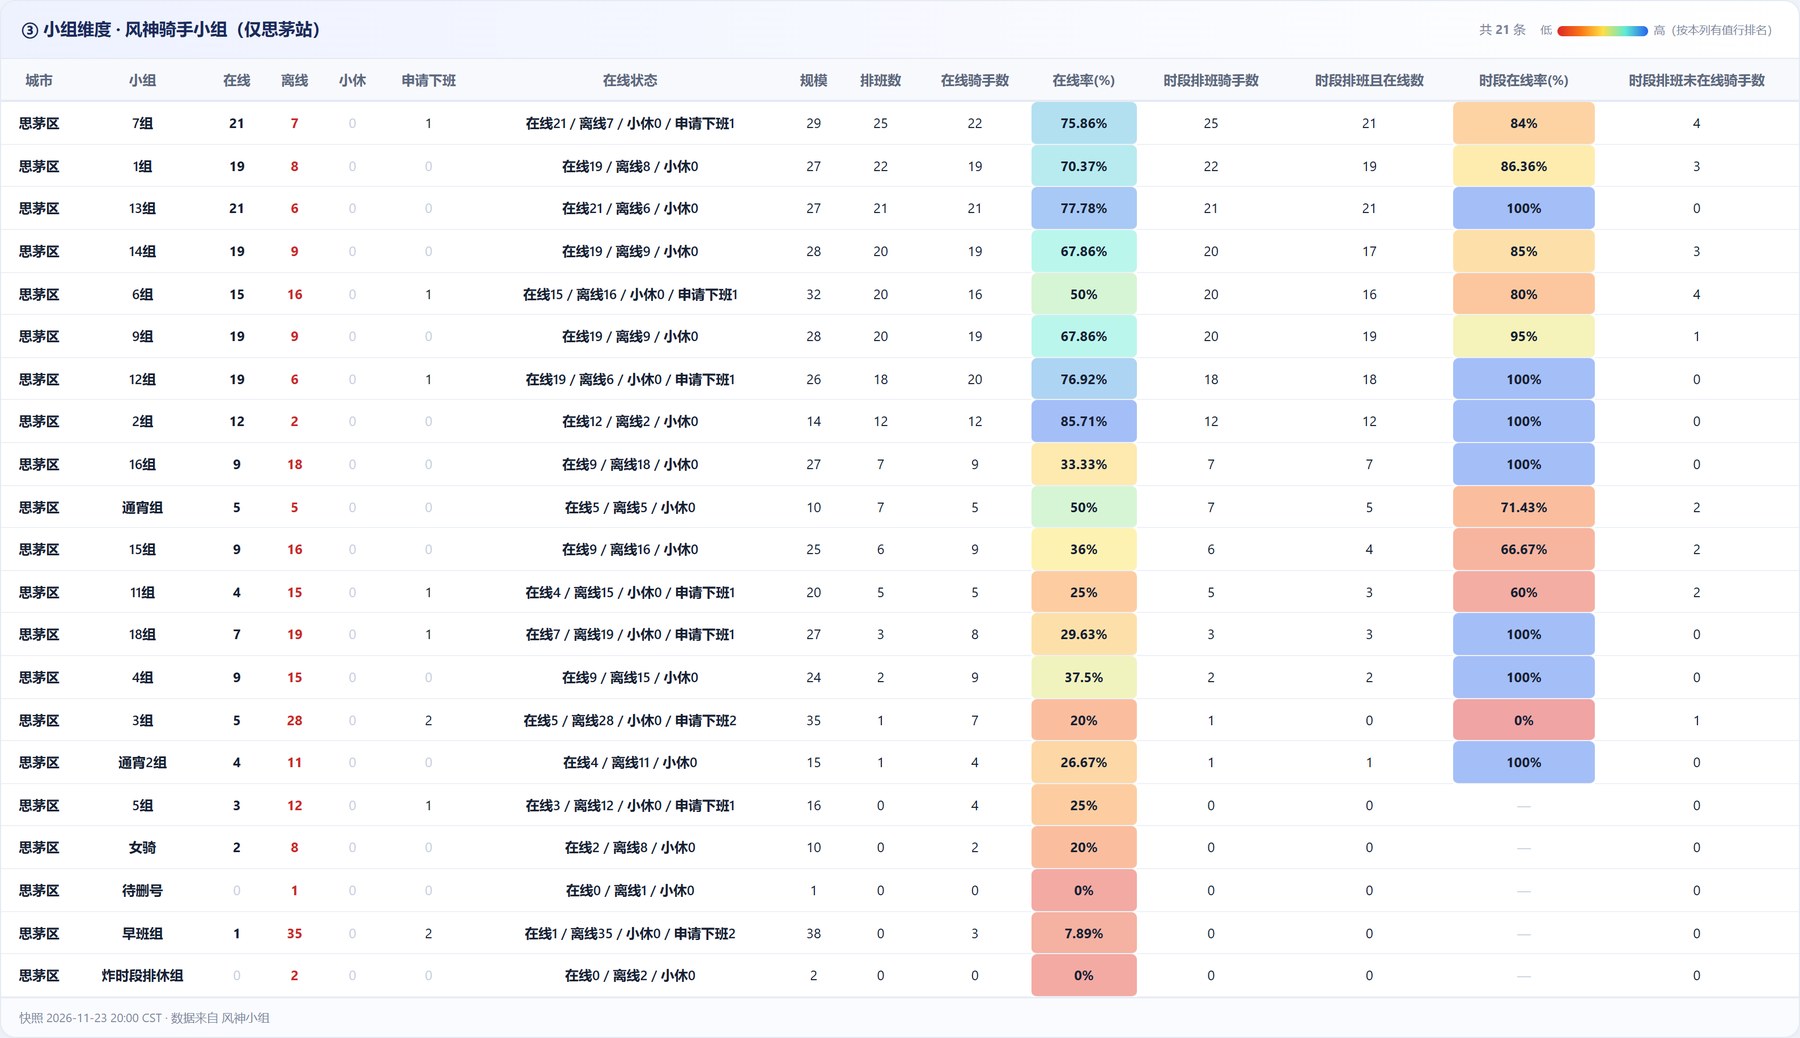 ③ 小组维度 · 风神骑手小组（仅思茅站）
共 21 条 低 高 (按本列有值行排名)
城市 小组 在线 离线 小休 申请下班 在线状态 规模 排班数 在线骑手数 在线率(%) 时段排班骑手数 时段排班且在线数 时段在线率(%) 时段排班未在线骑手数
思茅区 7组 21 7 0 1 在线21 / 离线7 / 小休0 / 申请下班1 29 25 22 75.86% 25 21 84% 4
思茅区 1组 19 8 0 0 在线19 / 离线8 / 小休0 27 22 19 70.37% 22 19 86.36% 3
思茅区 13组 21 6 0 0 在线21 / 离线6 / 小休0 27 21 21 77.78% 21 21 100% 0
思茅区 14组 19 9 0 0 在线19 / 离线9 / 小休0 28 20 19 67.86% 20 17 85% 3
思茅区 6组 15 16 0 1 在线15 / 离线16 / 小休0 / 申请下班1 32 20 16 50% 20 16 80% 4
思茅区 9组 19 9 0 0 在线19 / 离线9 / 小休0 28 20 19 67.86% 20 19 95% 1
思茅区 12组 19 6 0 1 在线19 / 离线6 / 小休0 / 申请下班1 26 18 20 76.92% 18 18 100% 0
思茅区 2组 12 2 0 0 在线12 / 离线2 / 小休0 14 12 12 85.71% 12 12 100% 0
思茅区 16组 9 18 0 0 在线9 / 离线18 / 小休0 27 7 9 33.33% 7 7 100% 0
思茅区 通宵组 5 5 0 0 在线5 / 离线5 / 小休0 10 7 5 50% 7 5 71.43% 2
思茅区 15组 9 16 0 0 在线9 / 离线16 / 小休0 25 6 9 36% 6 4 66.67% 2
思茅区 11组 4 15 0 1 在线4 / 离线15 / 小休0 / 申请下班1 20 5 5 25% 5 3 60% 2
思茅区 18组 7 19 0 1 在线7 / 离线19 / 小休0 / 申请下班1 27 3 8 29.63% 3 3 100% 0
思茅区 4组 9 15 0 0 在线9 / 离线15 / 小休0 24 2 9 37.5% 2 2 100% 0
思茅区 3组 5 28 0 2 在线5 / 离线28 / 小休0 / 申请下班2 35 1 7 20% 1 0 0% 1
思茅区 通宵2组 4 11 0 0 在线4 / 离线11 / 小休0 15 1 4 26.67% 1 1 100% 0
思茅区 5组 3 12 0 1 在线3 / 离线12 / 小休0 / 申请下班1 16 0 4 25% 0 0 — 0
思茅区 女骑 2 8 0 0 在线2 / 离线8 / 小休0 10 0 2 20% 0 0 — 0
思茅区 待删号 0 1 0 0 在线0 / 离线1 / 小休0 1 0 0 0% 0 0 — 0
思茅区 早班组 1 35 0 2 在线1 / 离线35 / 小休0 / 申请下班2 38 0 3 7.89% 0 0 — 0
思茅区 炸时段排休组 0 2 0 0 在线0 / 离线2 / 小休0 2 0 0 0% 0 0 — 0
快照 2026-11-23 20:00 CST · 数据来自 风神小组